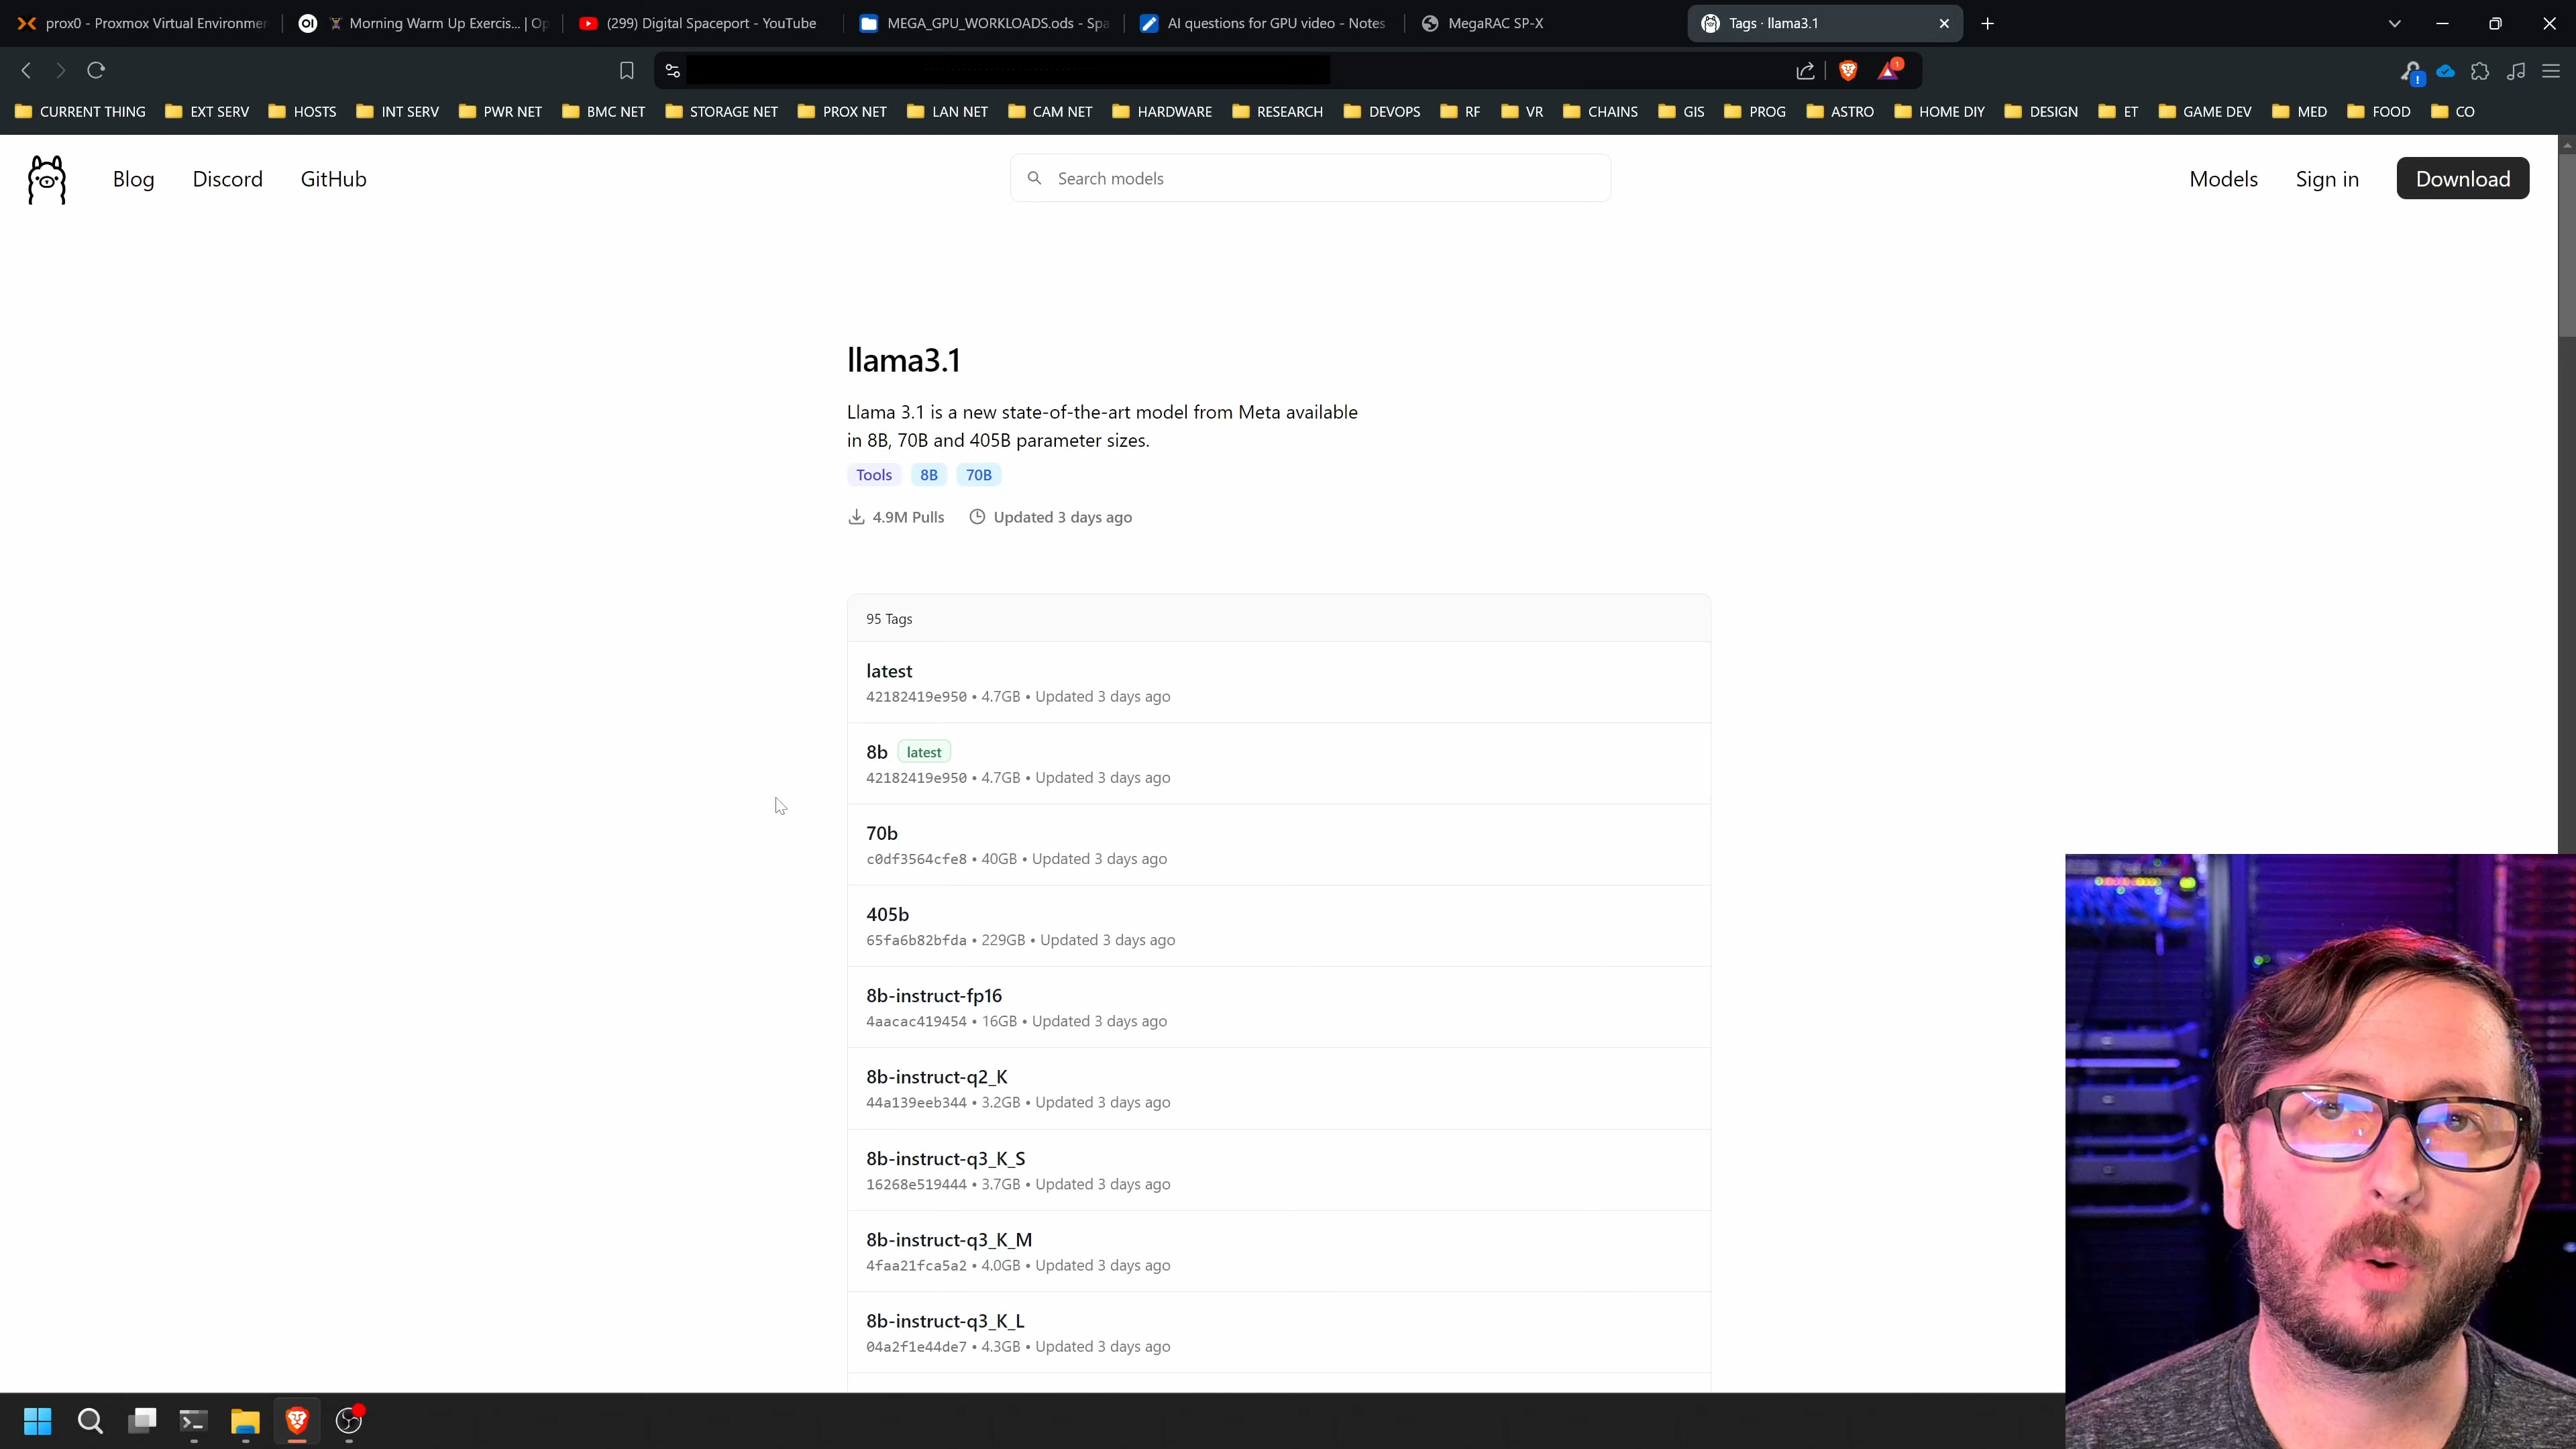 prox0 - Proxmox Virtual Environme
OI
Morning Warm Up Exercis... | Op
(299) Digital Spaceport - YouTube
MEGA_GPU_WORKLOADS.ods - Spa
AI questions for GPU video - Notes
MegaRAC SP-X
Tags · llama3.1
1
!
CURRENT THING
EXT SERV
HOSTS
INT SERV
PWR NET
BMC NET
STORAGE NET
PROX NET
LAN NET
CAM NET
HARDWARE
RESEARCH
DEVOPS
RF
VR
CHAINS
GIS
PROG
ASTRO
HOME DIY
DESIGN
ET
GAME DEV
MED
FOOD
CO
Blog
Discord
GitHub
Search models
Models
Sign in
Download
llama3.1
Llama 3.1 is a new state-of-the-art model from Meta available
in 8B, 70B and 405B parameter sizes.
Tools 8B 70B
4.9M Pulls Updated 3 days ago
95 Tags
latest
42182419e950 • 4.7GB • Updated 3 days ago
8b latest
42182419e950 • 4.7GB • Updated 3 days ago
70b
c0df3564cfe8 • 40GB • Updated 3 days ago
405b
65fa6b82bfda • 229GB • Updated 3 days ago
8b-instruct-fp16
4aacac419454 • 16GB • Updated 3 days ago
8b-instruct-q2_K
44a139eeb344 • 3.2GB • Updated 3 days ago
8b-instruct-q3_K_S
16268e519444 • 3.7GB • Updated 3 days ago
8b-instruct-q3_K_M
4faa21fca5a2 • 4.0GB • Updated 3 days ago
8b-instruct-q3_K_L
04a2f1e44de7 • 4.3GB • Updated 3 days ago